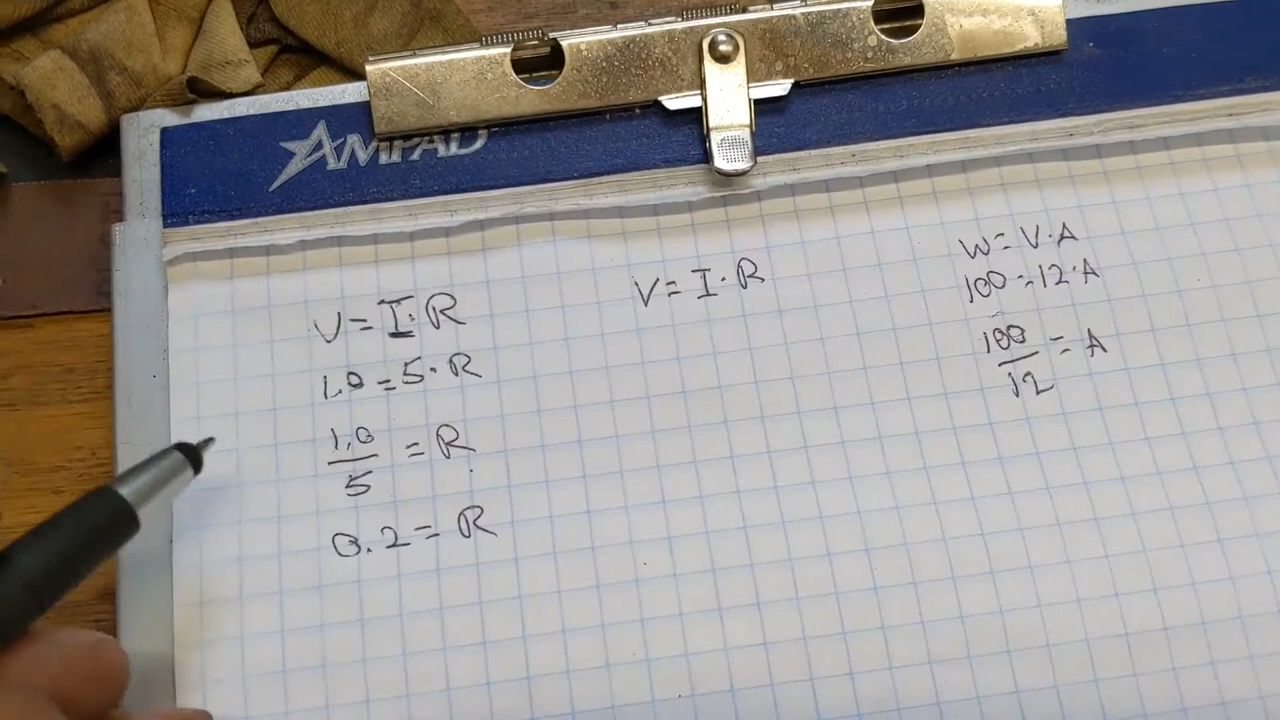 AMPAD
V = I · R
1.0 = 5 · R
1.0
5
= R
0.2 = R
V = I · R
W = V · A
100 = 12 · A
100
12
= A